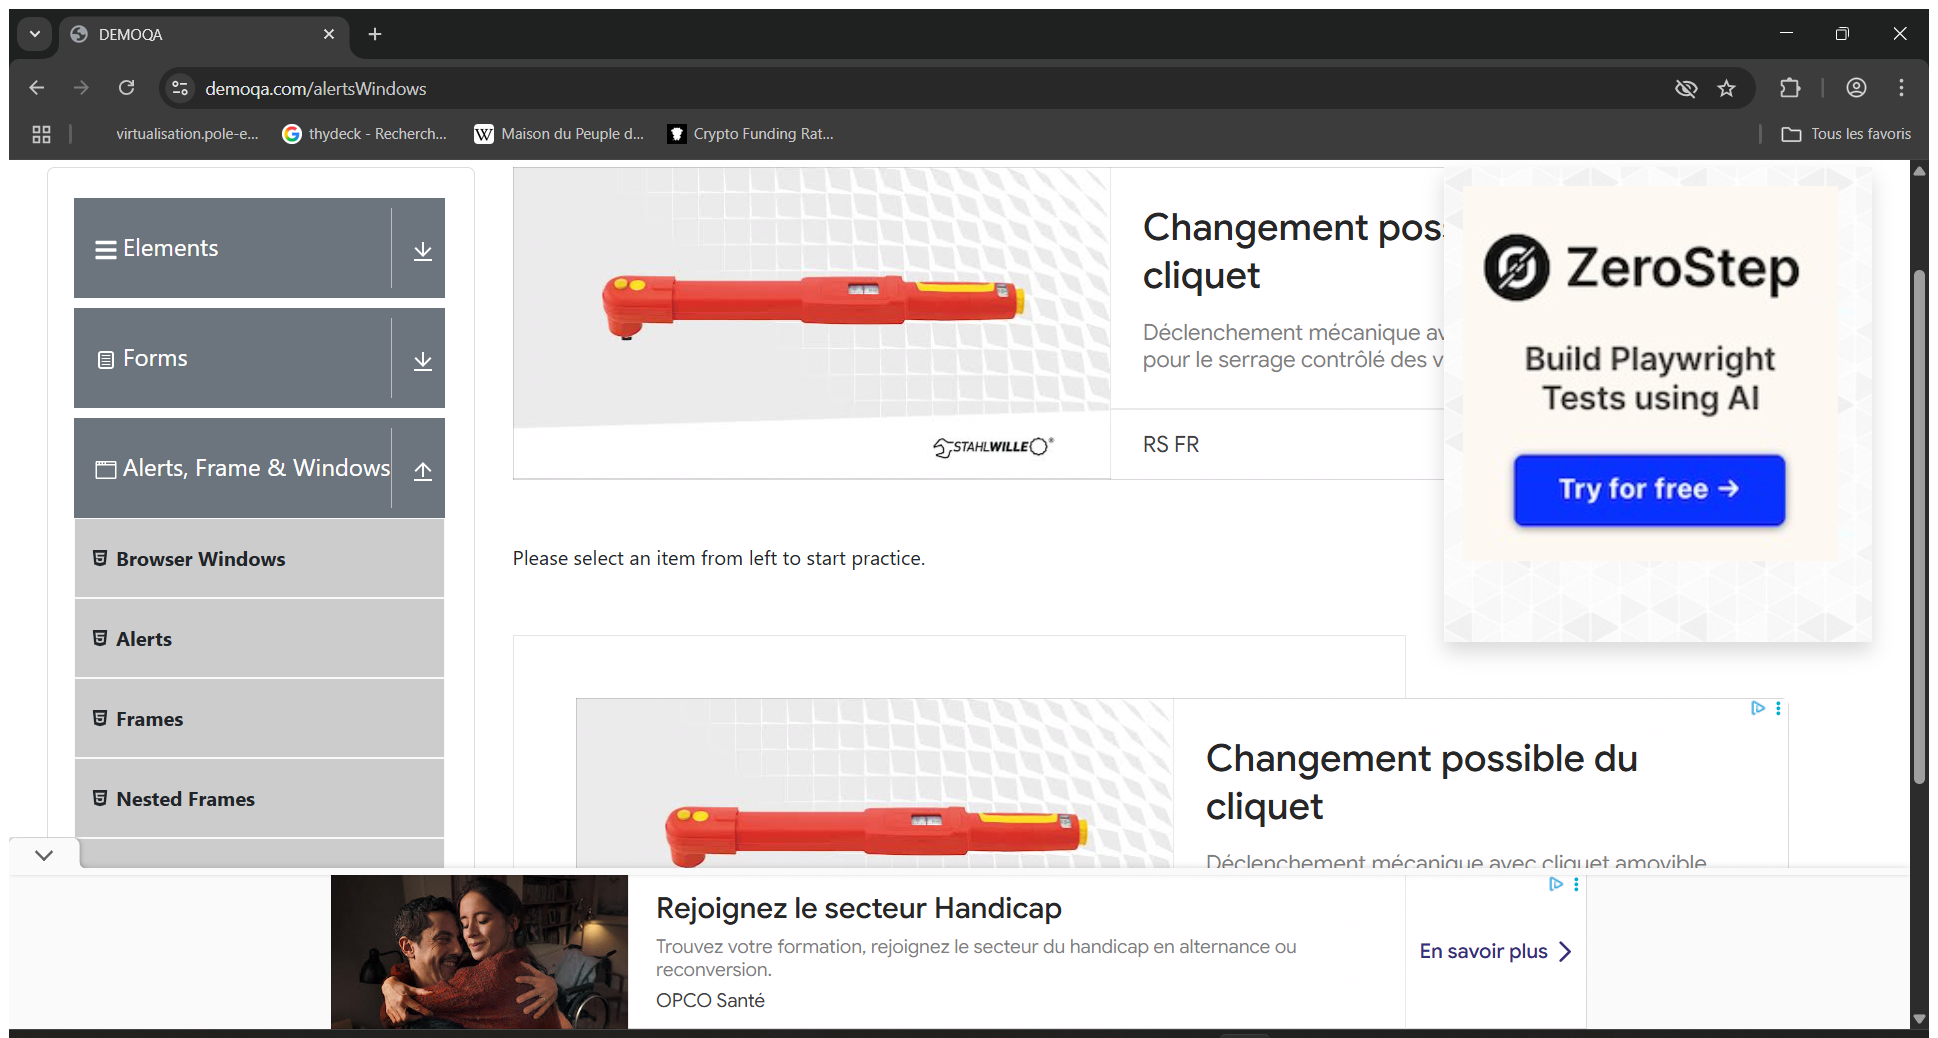 DEMOQA
demoqa.com/alertsWindows
virtualisation.pole-e...
thydeck - Recherch...
Maison du Peuple d...
Crypto Funding Rat...
Tous les favoris
Elements
Forms
Alerts, Frame & Windows
Browser Windows
Alerts
Frames
Nested Frames
STAHLWILLE
Changement pos
cliquet
Déclenchement mécanique av
pour le serrage contrôlé des v
RS FR
ZeroStep
Build Playwright
Tests using AI
Try for free →
Please select an item from left to start practice.
Changement possible du
cliquet
Déclenchement mécanique avec cliquet amovible
Rejoignez le secteur Handicap
Trouvez votre formation, rejoignez le secteur du handicap en alternance ou
reconversion.
OPCO Santé
En savoir plus